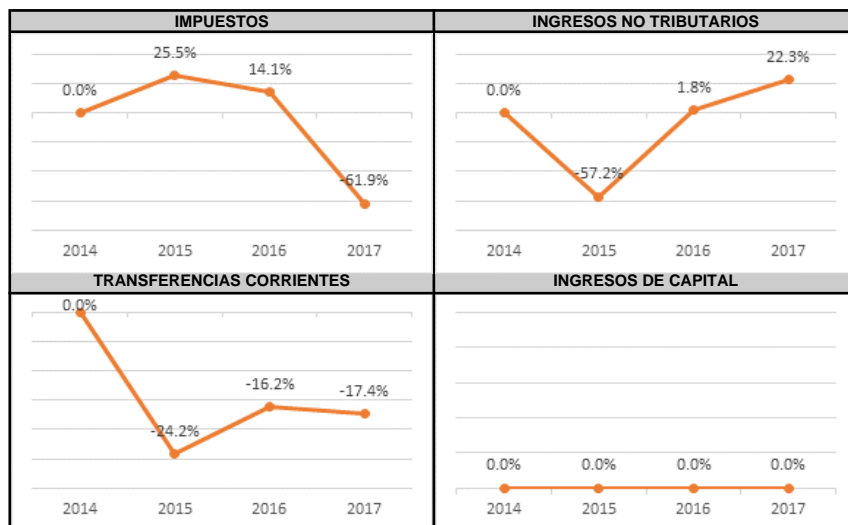 IMPUESTOS
0.0%
25.5%
14.1%
-61.9%
2014 2015 2016 2017
INGRESOS NO TRIBUTARIOS
0.0%
-57.2%
1.8%
22.3%
2014 2015 2016 2017
TRANSFERENCIAS CORRIENTES
0.0%
-24.2%
-16.2%
-17.4%
2014 2015 2016 2017
INGRESOS DE CAPITAL
0.0% 0.0% 0.0% 0.0%
2014 2015 2016 2017